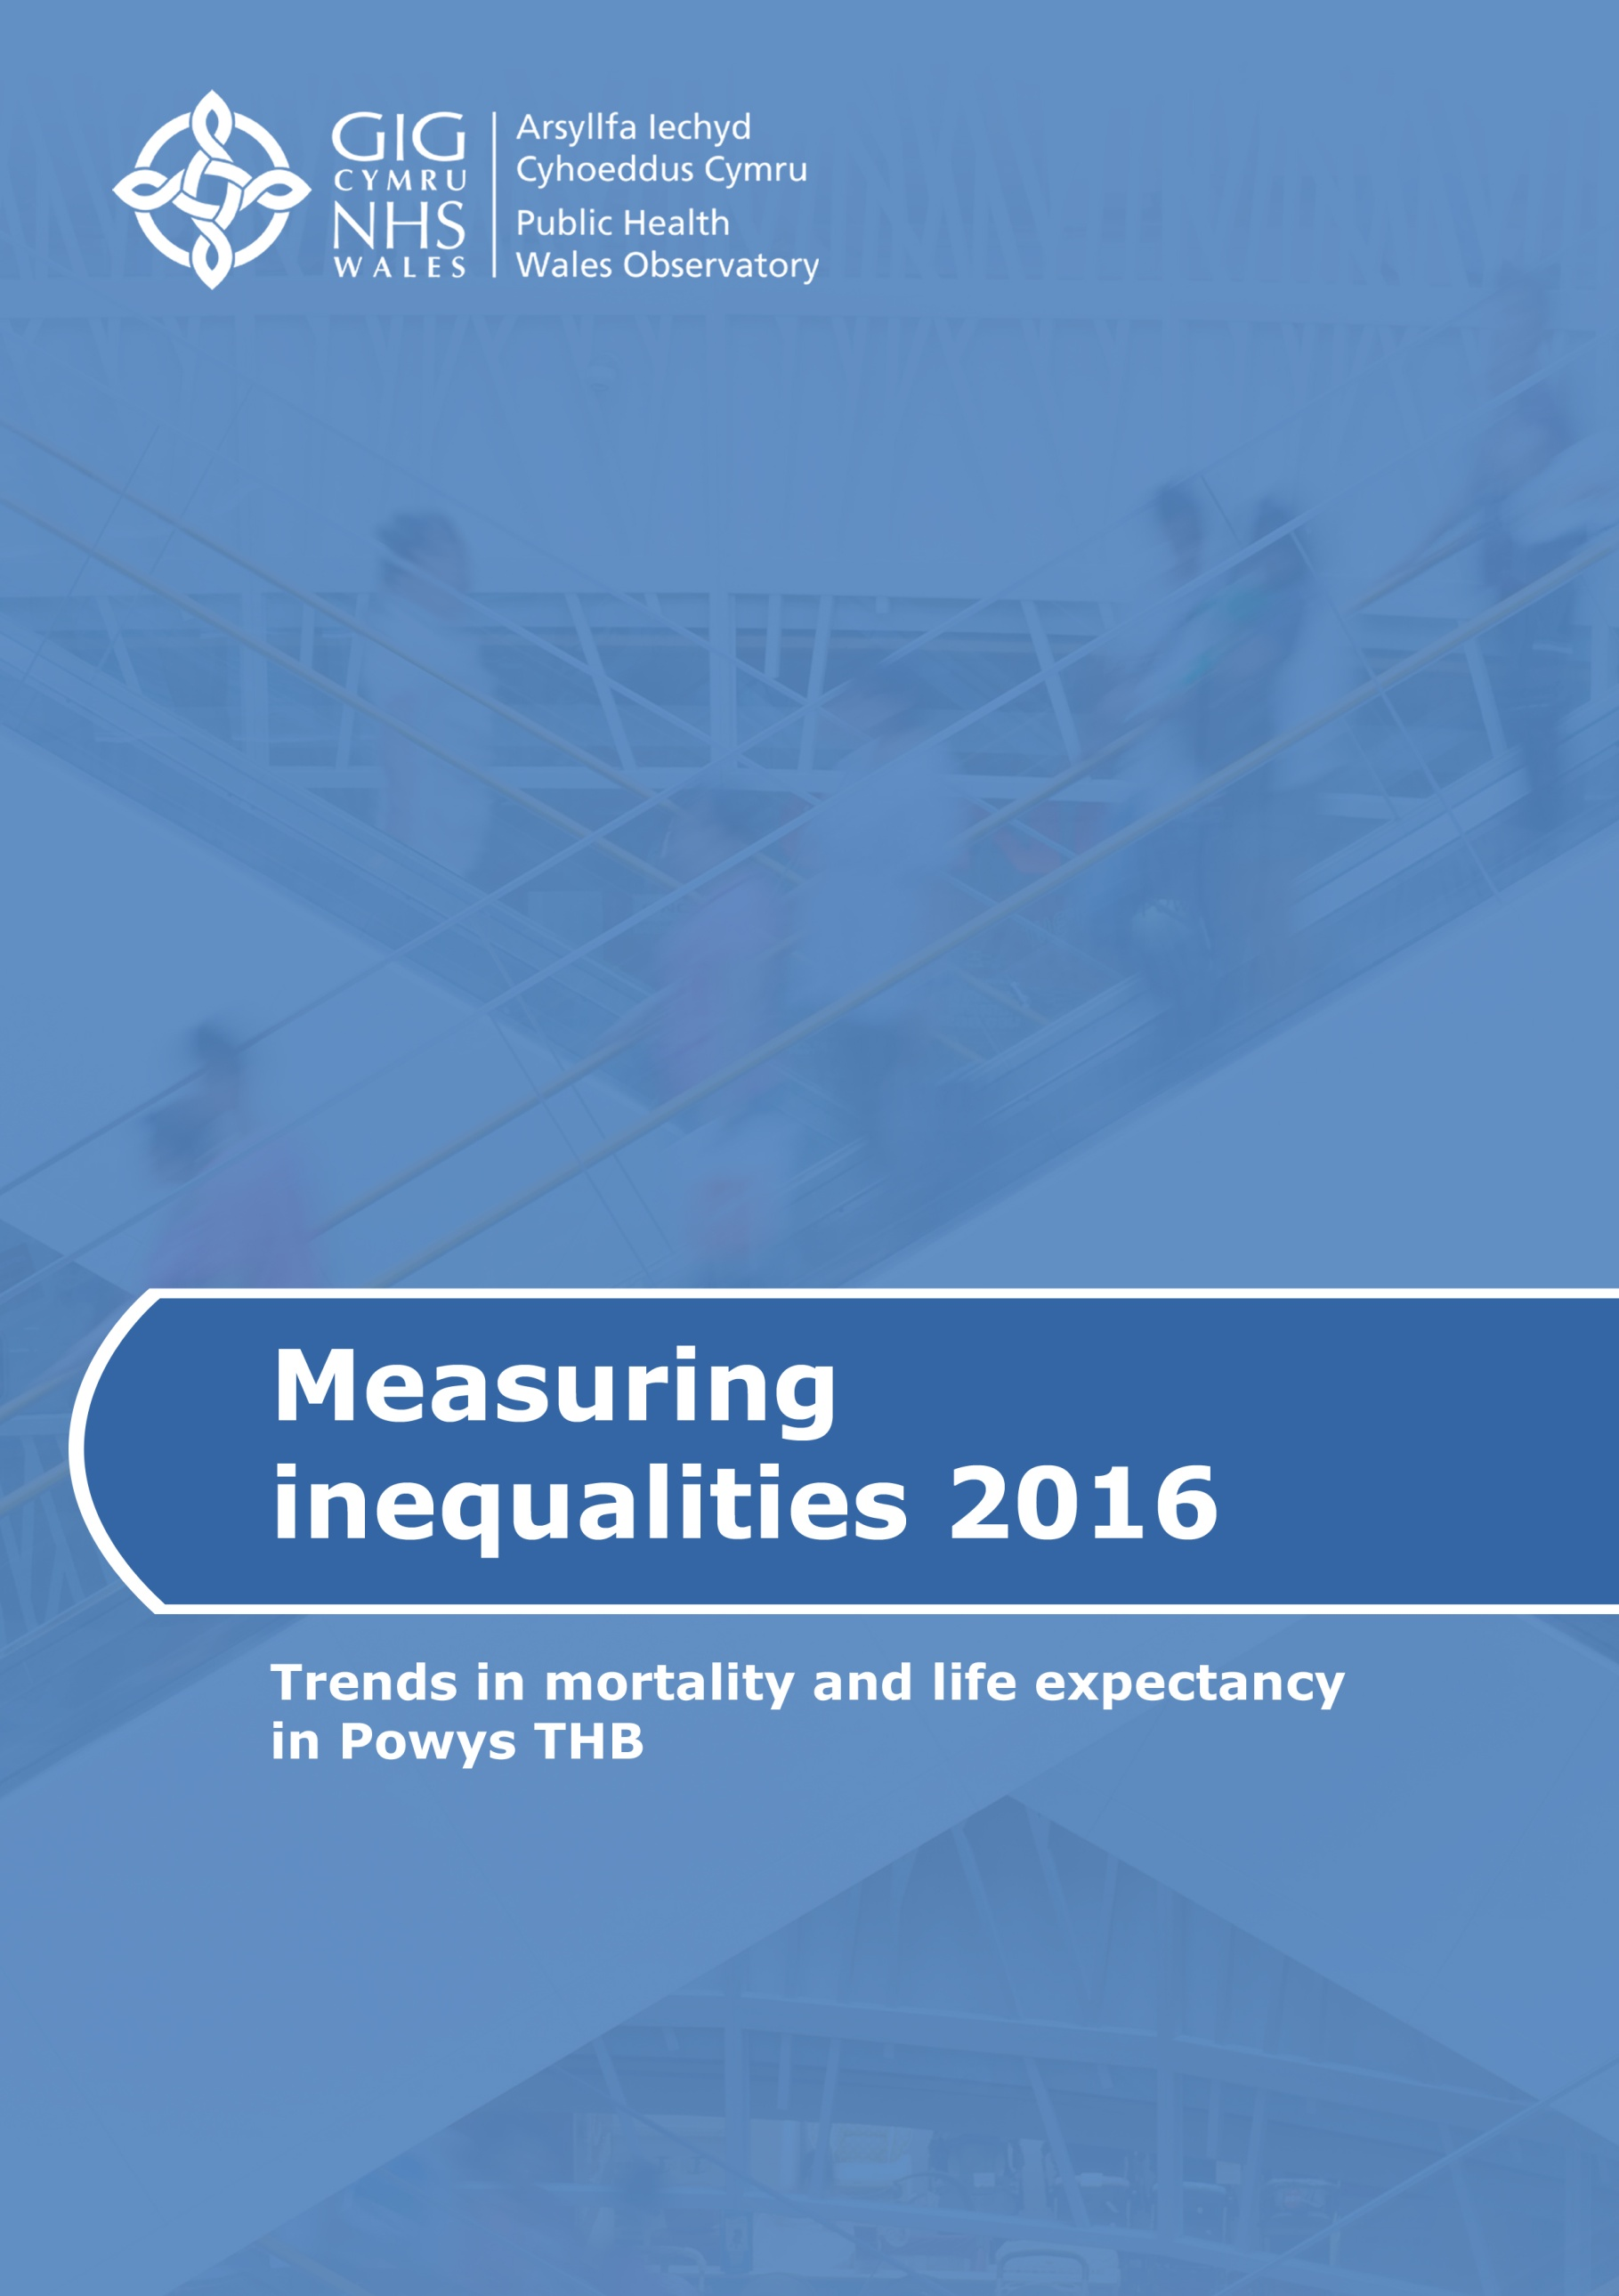 GIG
CYMRU
NHS
WALES
Arsyllfa Iechyd
Cyhoeddus Cymru
Public Health
Wales Observatory
Measuring
inequalities 2016
Trends in mortality and life expectancy
in Powys THB